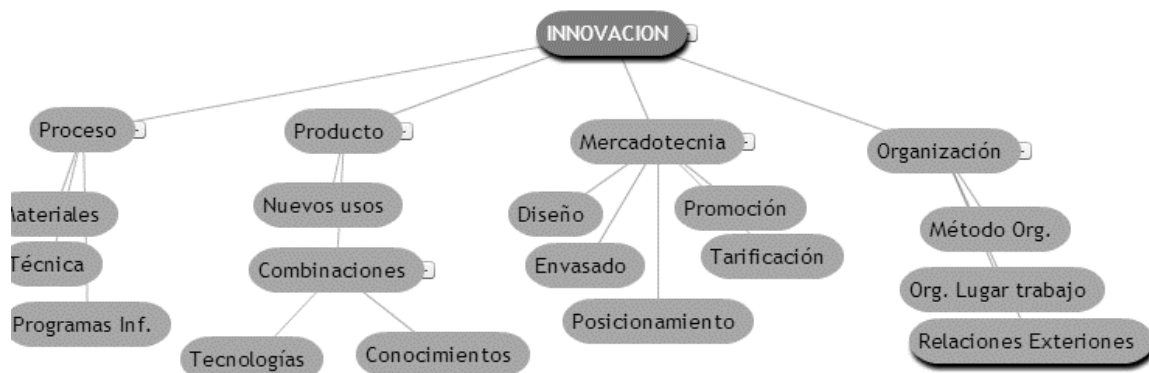 INNOVACION
Proceso
Producto
Mercadotecnia
Organización
Materiales
Técnica
Programas Inf.
Nuevos usos
Combinaciones
Tecnologías
Conocimientos
Diseño
Envasado
Posicionamiento
Promoción
Tarificación
Método Org.
Org. Lugar trabajo
Relaciones Exteriones